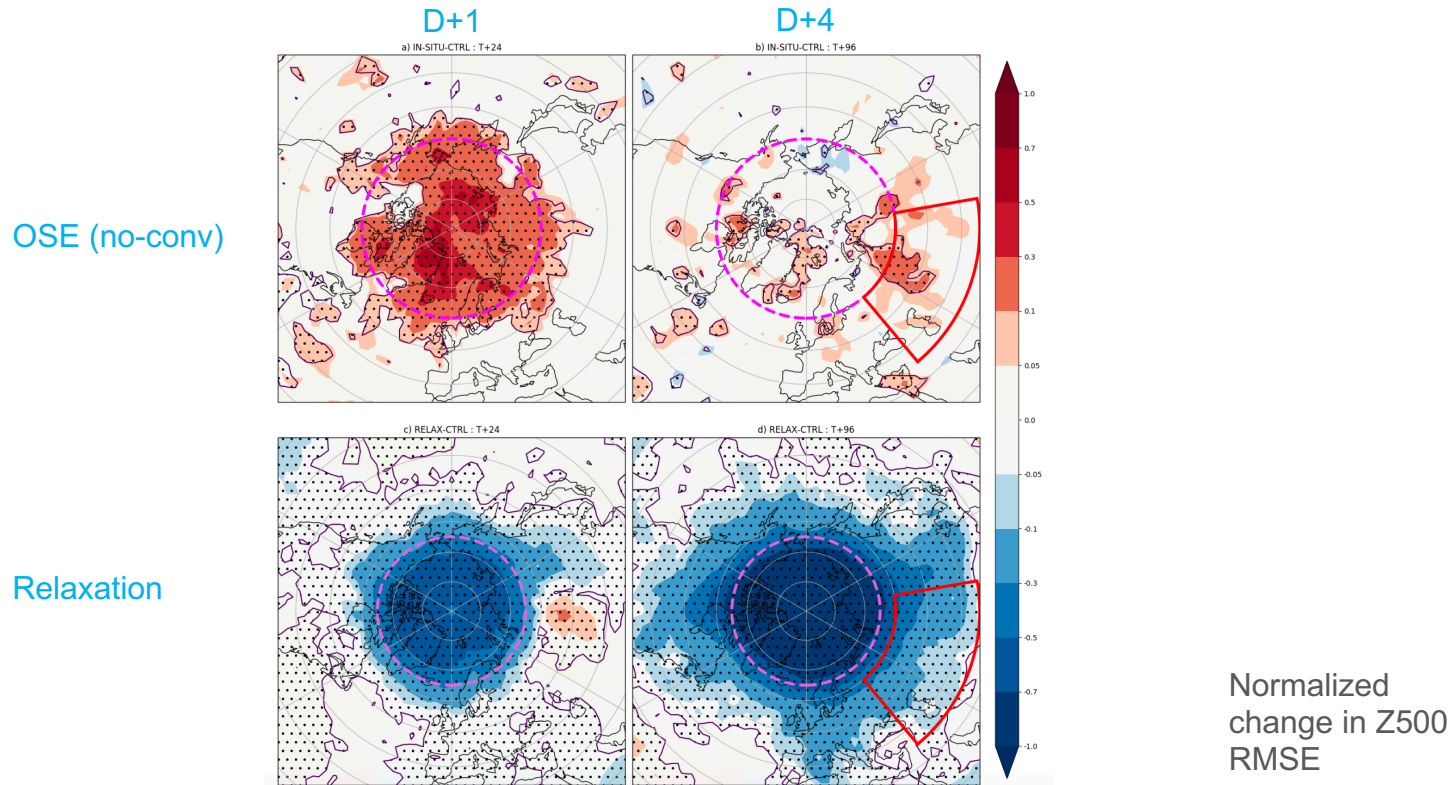 D+1
D+4
a) IN-SITU-CTRL : T+24
b) IN-SITU-CTRL : T+96
OSE (no-conv)
1.0
0.7
0.5
0.3
0.1
0.05
0.0
-0.05
-0.1
-0.3
-0.5
-0.7
-1.0
c) RELAX-CTRL : T+24
d) RELAX-CTRL : T+96
Relaxation
Normalized
change in Z500
RMSE